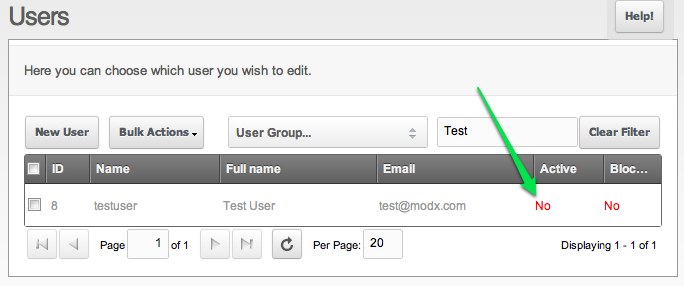 Users
Help!
Here you can choose which user you wish to edit.
New User Bulk Actions User Group... Test Clear Filter
ID Name Full name Email Active Bloc...
8 testuser Test User test@modx.com No No
Page 1 of 1 Per Page: 20 Displaying 1 - 1 of 1